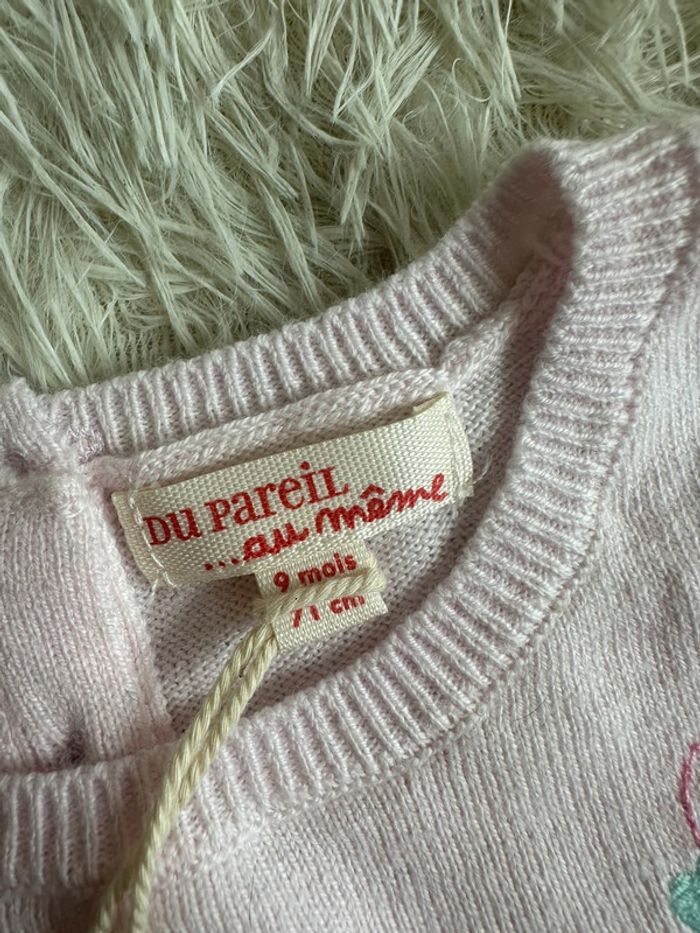 DU PAREIL
...au même
9 mois
71 cm